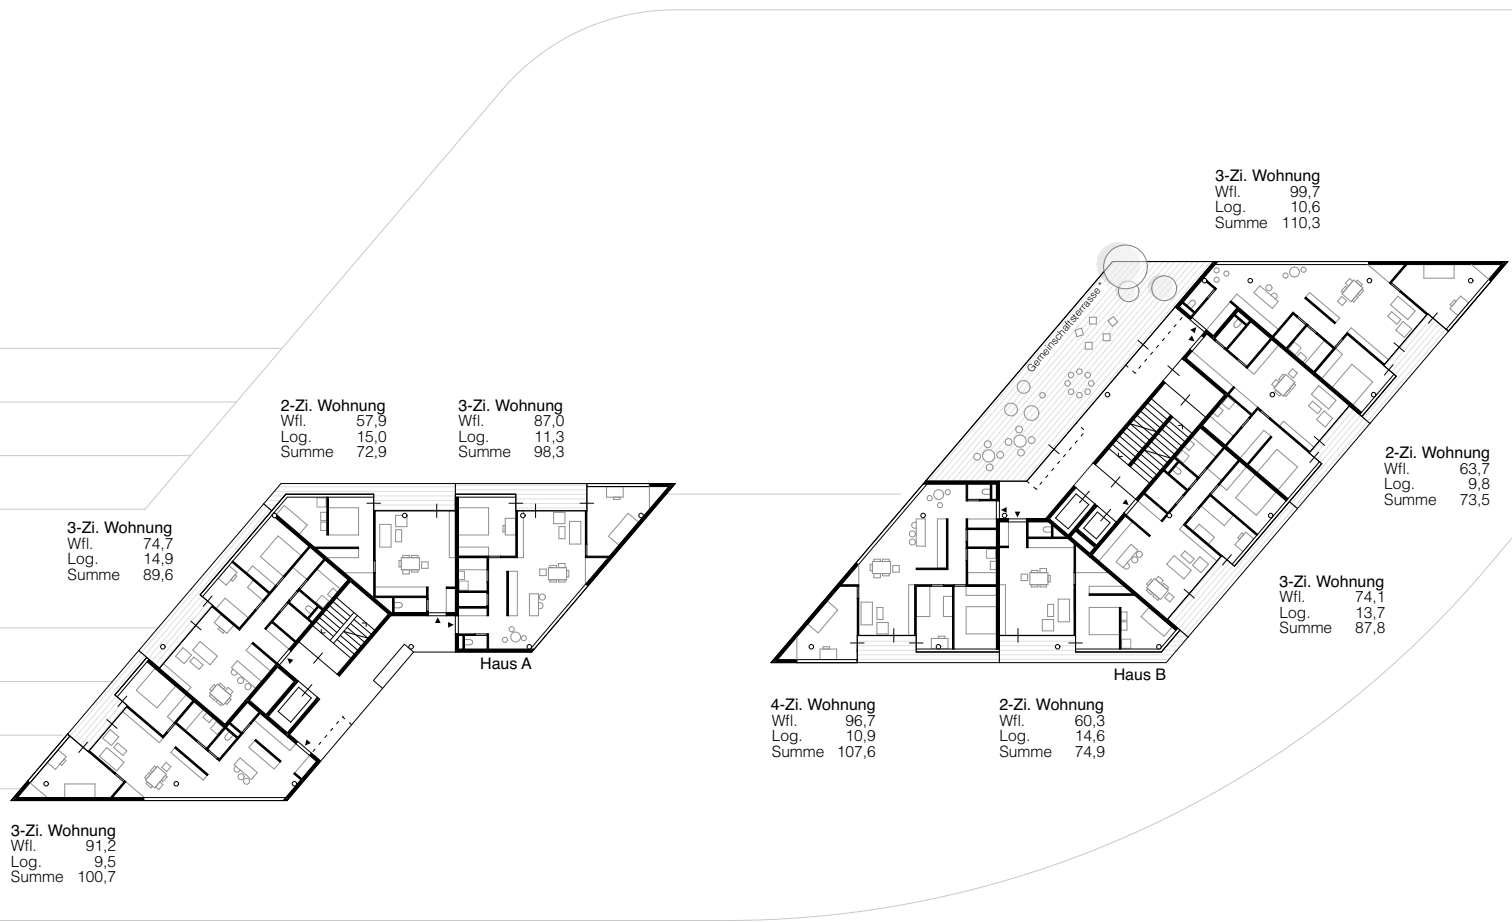 3-Zi. Wohnung
Wfl. 99,7
Log. 10,6
Summe 110,3
Gemeinschaftsterrasse *
2-Zi. Wohnung
Wfl. 57,9
Log. 15,0
Summe 72,9
3-Zi. Wohnung
Wfl. 87,0
Log. 11,3
Summe 98,3
2-Zi. Wohnung
Wfl. 63,7
Log. 9,8
Summe 73,5
3-Zi. Wohnung
Wfl. 74,7
Log. 14,9
Summe 89,6
3-Zi. Wohnung
Wfl. 74,1
Log. 13,7
Summe 87,8
Haus A
Haus B
4-Zi. Wohnung
Wfl. 96,7
Log. 10,9
Summe 107,6
2-Zi. Wohnung
Wfl. 60,3
Log. 14,6
Summe 74,9
3-Zi. Wohnung
Wfl. 91,2
Log. 9,5
Summe 100,7